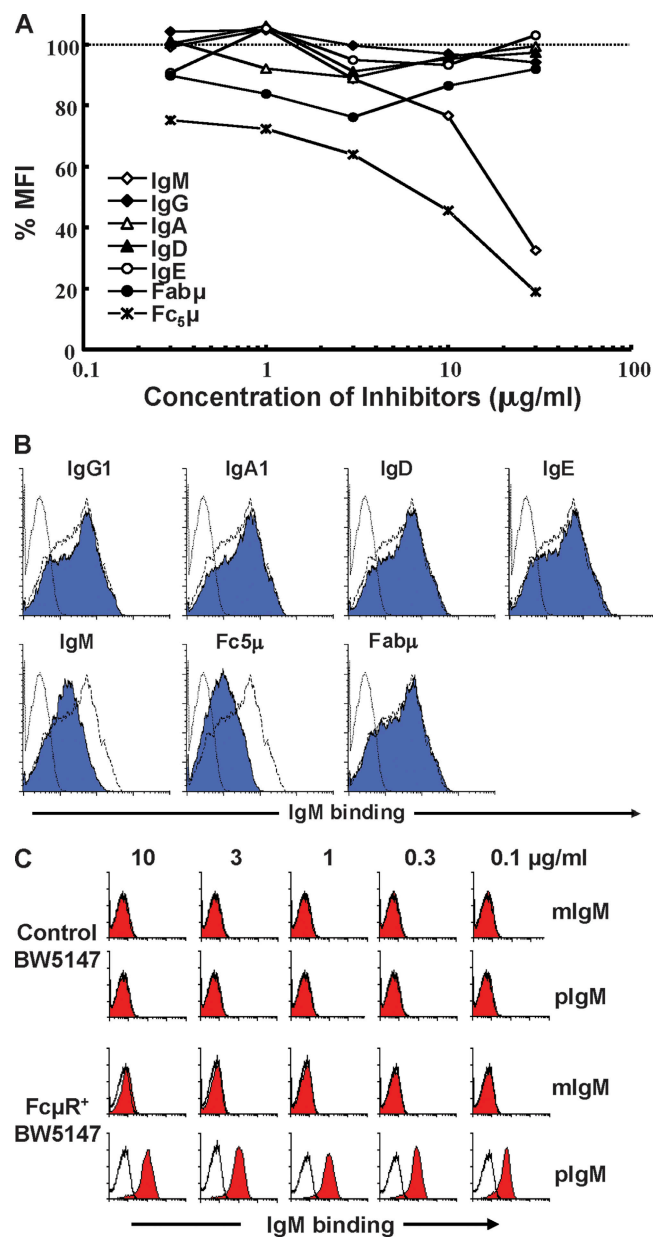 A
% MFI
100
80
60
40
20
0
IgM
IgG
IgA
IgD
IgE
Fabμ
Fc₅μ
0.1 1 10 100
Concentration of Inhibitors (μg/ml)
B
IgG1 IgA1 IgD IgE
IgM Fc5μ Fabμ
IgM binding
C
10 3 1 0.3 0.1 μg/ml
Control
BW5147
mIgM
pIgM
FcμR⁺
BW5147
mIgM
pIgM
IgM binding